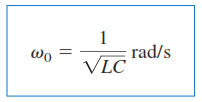 ω₀ = 1/√LC rad/s